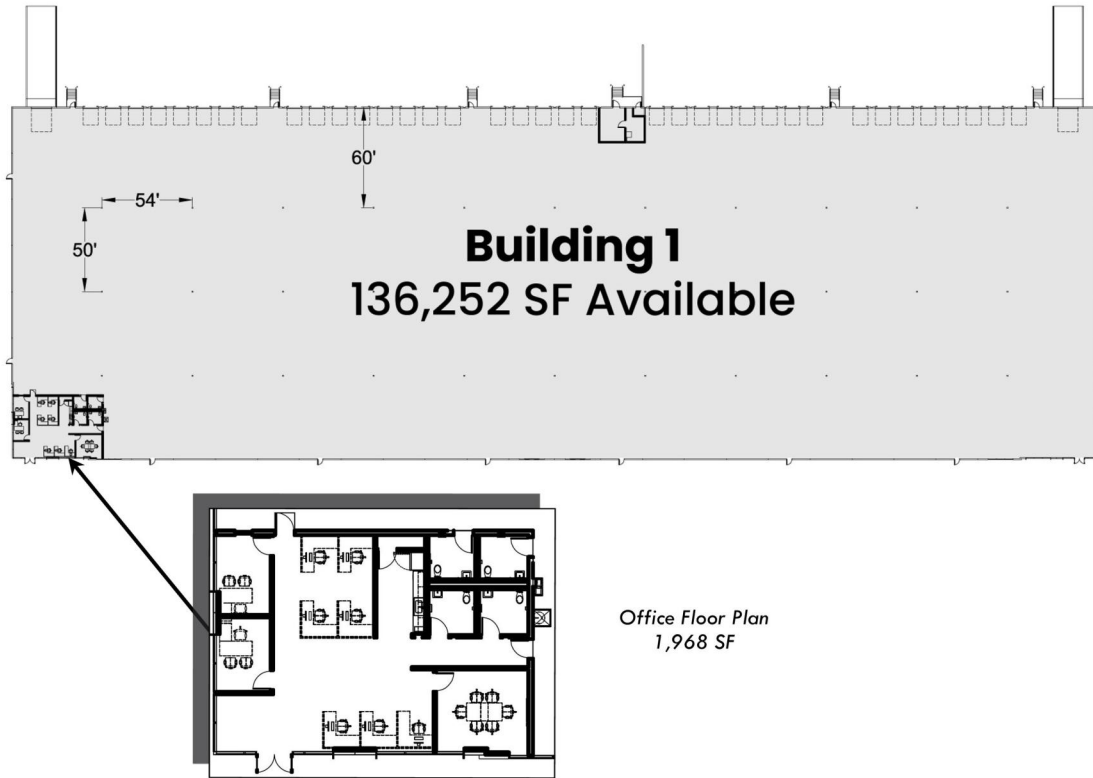 60'
54'
50'
Building 1
136,252 SF Available
Office Floor Plan
1,968 SF